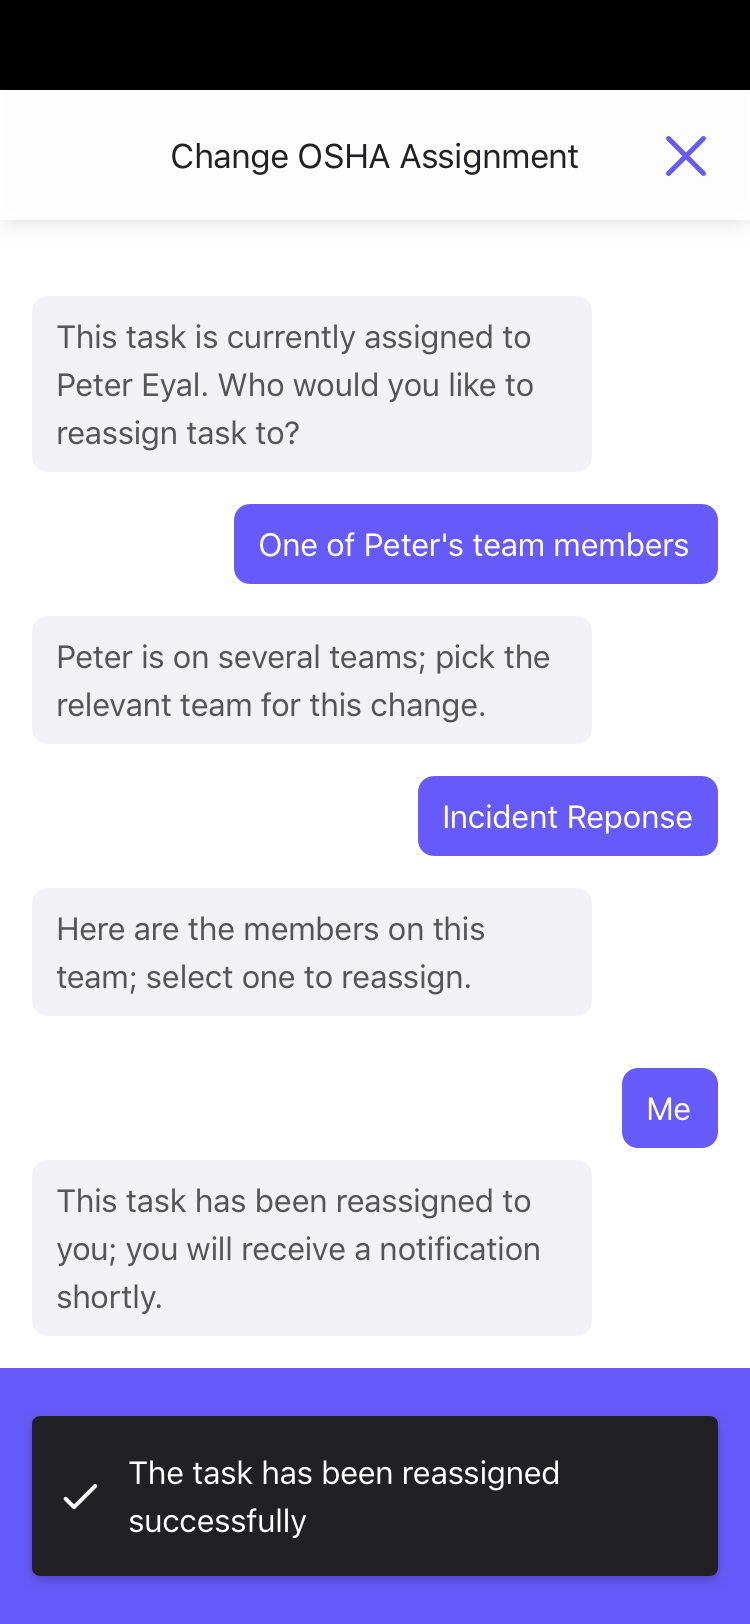 Change OSHA Assignment
This task is currently assigned to
Peter Eyal. Who would you like to
reassign task to?
One of Peter's team members
Peter is on several teams; pick the
relevant team for this change.
Incident Reponse
Here are the members on this
team; select one to reassign.
Me
This task has been reassigned to
you; you will receive a notification
shortly.
The task has been reassigned
successfully